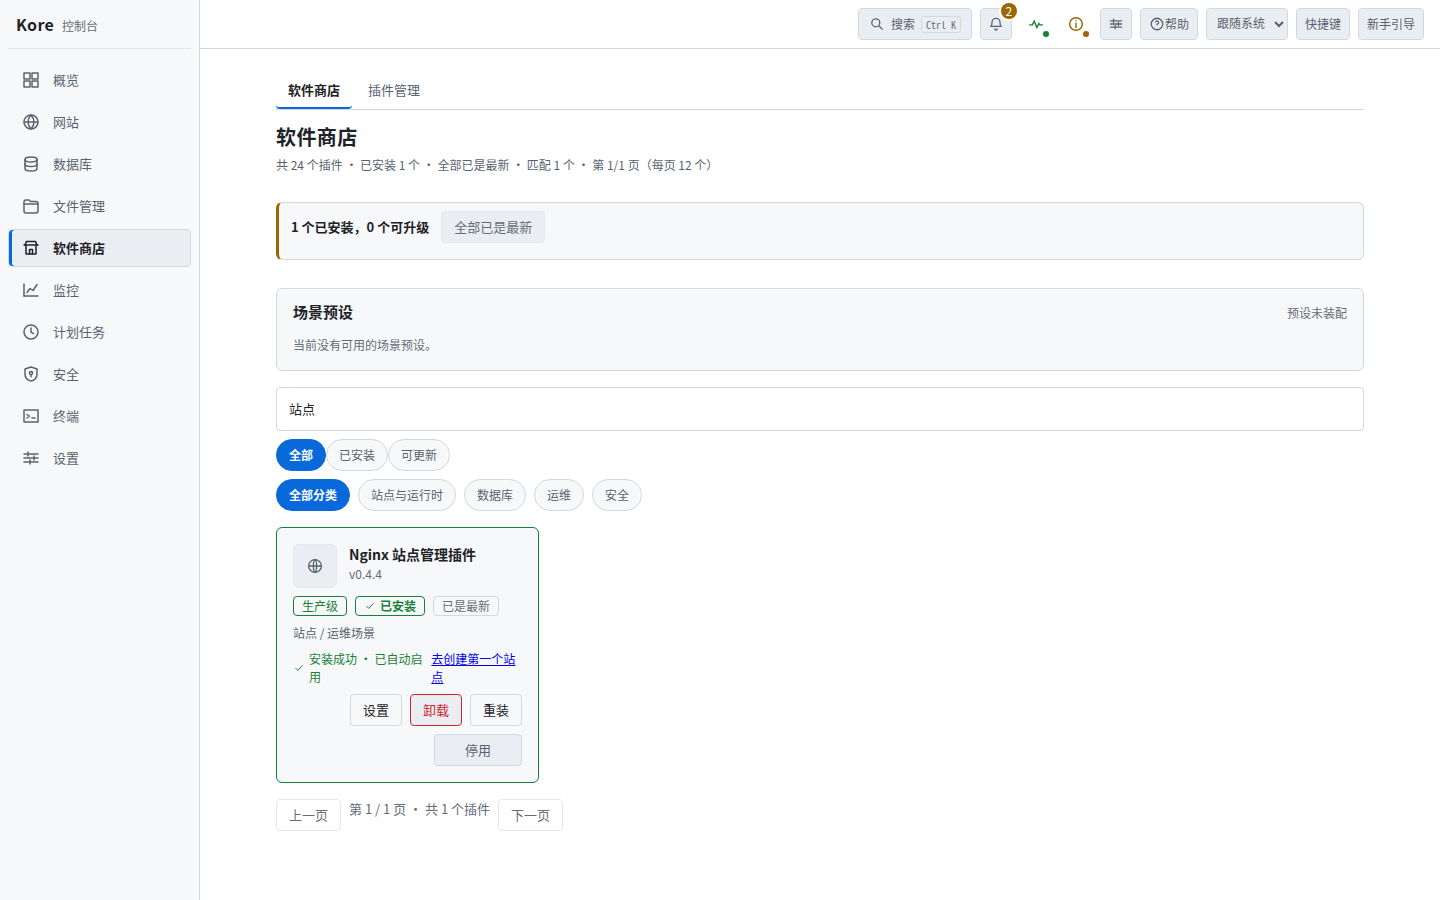 Kore 控制台
搜索 Ctrl K
2
帮助
跟随系统
快捷键
新手引导
概览
网站
数据库
文件管理
软件商店
监控
计划任务
安全
终端
设置
软件商店 插件管理
软件商店
共 24 个插件 · 已安装 1 个 · 全部已是最新 · 匹配 1 个 · 第 1/1 页（每页 12 个）
1 个已安装，0 个可升级 全部已是最新
场景预设 预设未装配
当前没有可用的场景预设。
站点
全部 已安装 可更新
全部分类 站点与运行时 数据库 运维 安全
Nginx 站点管理插件
v0.4.4
生产级 已安装 已是最新
站点 / 运维场景
安装成功 · 已自动启用
去创建第一个站点
设置 卸载 重装
停用
上一页 第 1 / 1 页 · 共 1 个插件 下一页